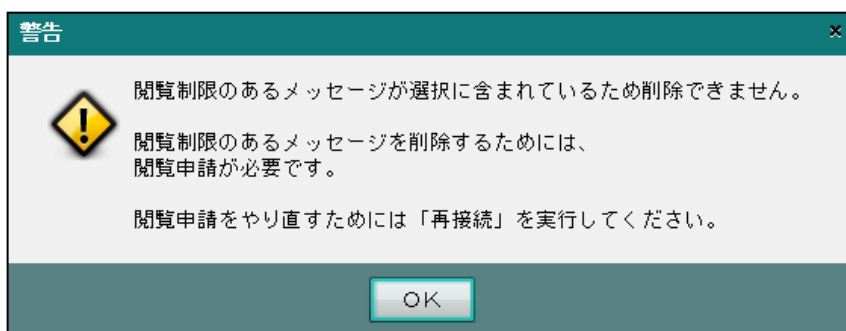 警告
閲覧制限のあるメッセージが選択に含まれているため削除できません。
閲覧制限のあるメッセージを削除するためには、
閲覧申請が必要です。
閲覧申請をやり直すためには「再接続」を実行してください。
OK